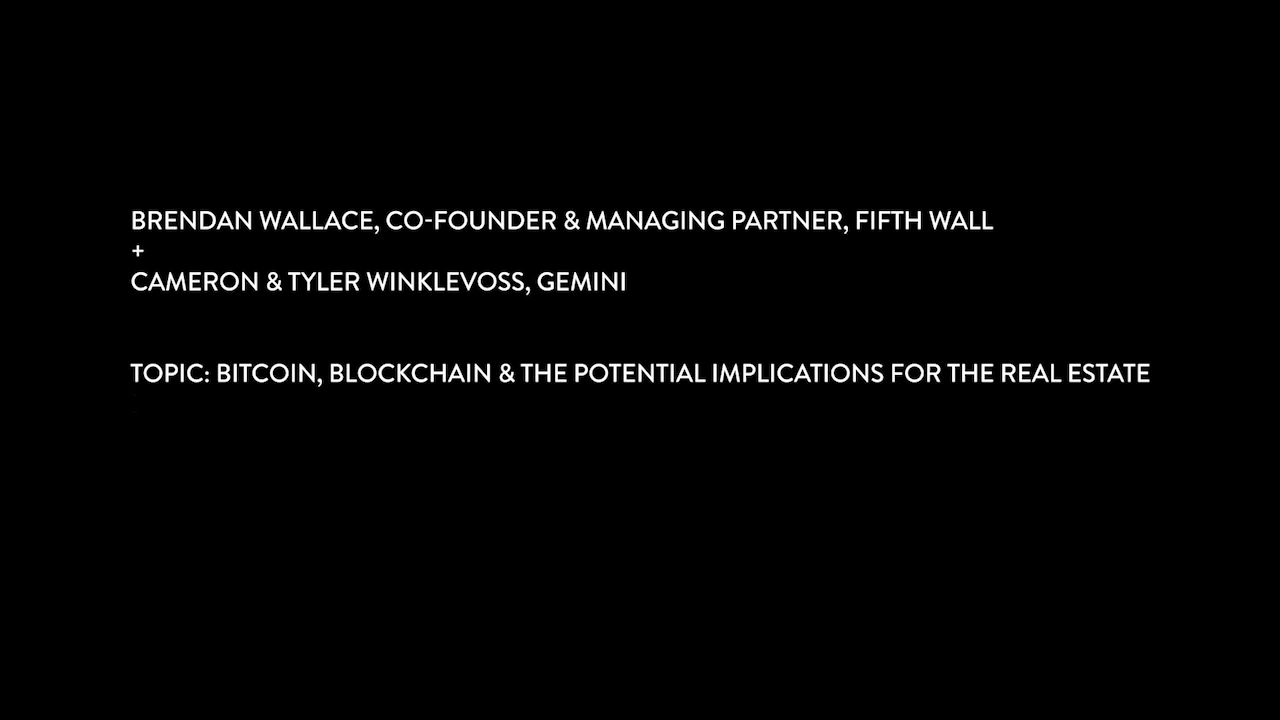 BRENDAN WALLACE, CO-FOUNDER & MANAGING PARTNER, FIFTH WALL
+
CAMERON & TYLER WINKLEVOSS, GEMINI
TOPIC: BITCOIN, BLOCKCHAIN & THE POTENTIAL IMPLICATIONS FOR THE REAL ESTATE